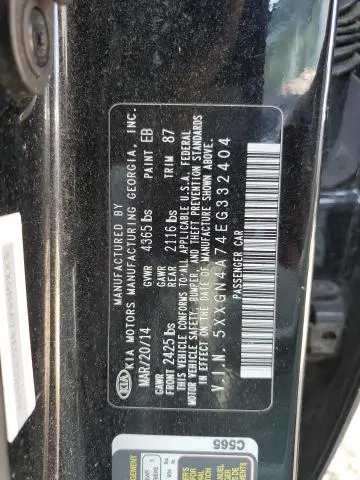 MANUFACTURED BY
KIA MOTORS MANUFACTURING GEORGIA, INC.
MAR/20/14 GVWR 4365 lbs PAINT EB
GAWR FRONT 2425 lbs GAWR REAR 2116 lbs TRIM 87
THIS VEHICLE CONFORMS TO ALL APPLICABLE U.S.A. FEDERAL
MOTOR VEHICLE SAFETY, BUMPER, AND THEFT PREVENTION STANDARDS
IN EFFECT ON THE DATE OF MANUFACTURE SHOWN ABOVE.
V.I.N. 5XXGN4A74EG332404
PASSENGER CAR
KIA
C565